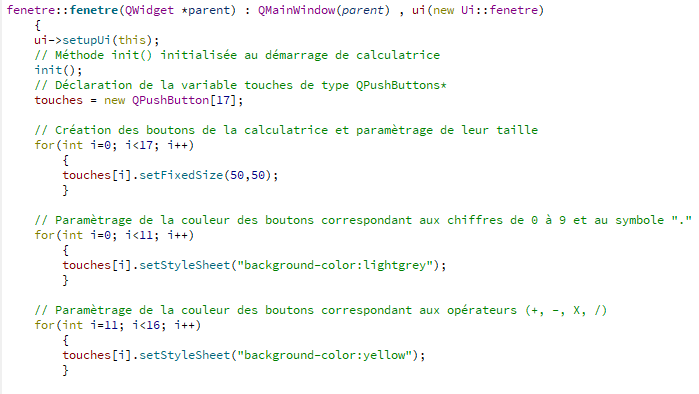 fenetre::fenetre(QWidget *parent) : QMainWindow(parent) , ui(new Ui::fenetre)
{
ui->setupUi(this);
// Méthode init() initialisée au démarrage de calculatrice
init();
// Déclaration de la variable touches de type QPushButtons*
touches = new QPushButton[17];
// Création des boutons de la calculatrice et paramètrage de leur taille
for(int i=0; i<17; i++)
{
touches[i].setFixedSize(50,50);
}
// Paramètrage de la couleur des boutons correspondant aux chiffres de 0 à 9 et au symbole "."
for(int i=0; i<11; i++)
{
touches[i].setStyleSheet("background-color:lightgrey");
}
// Paramètrage de la couleur des boutons correspondant aux opérateurs (+, -, X, /)
for(int i=11; i<16; i++)
{
touches[i].setStyleSheet("background-color:yellow");
}